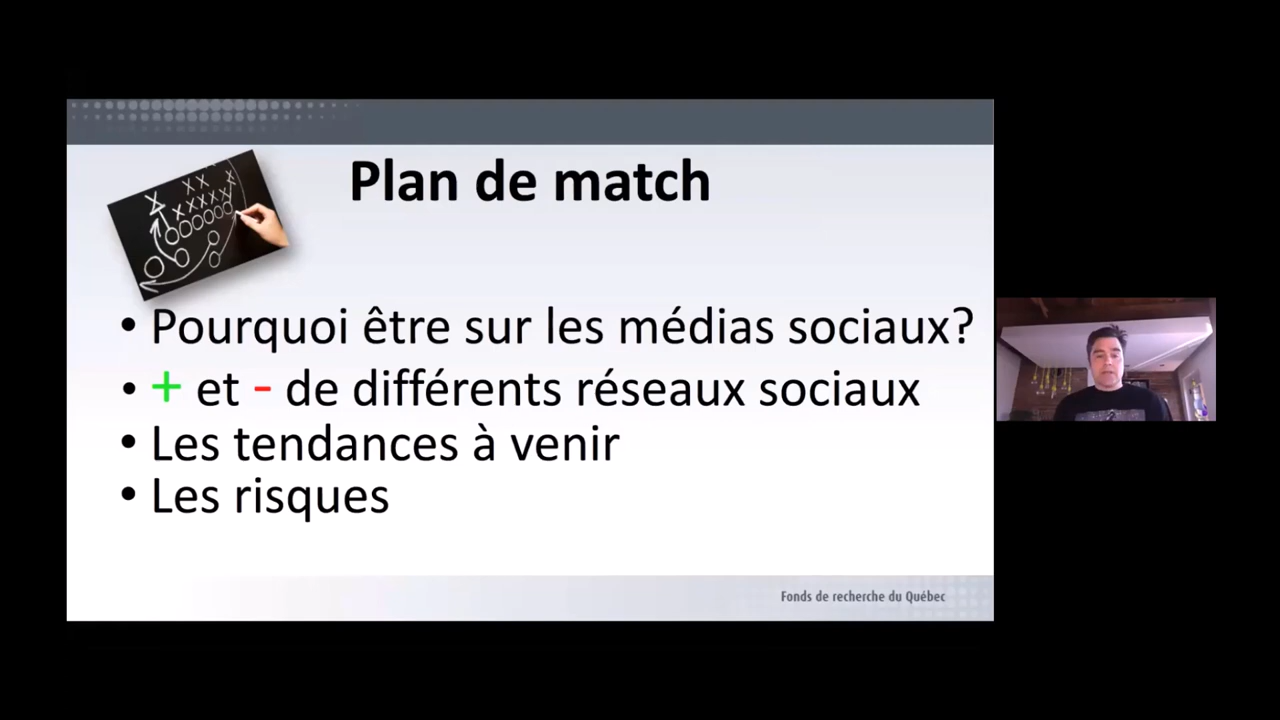 Plan de match
• Pourquoi être sur les médias sociaux?
• + et - de différents réseaux sociaux
• Les tendances à venir
• Les risques
Fonds de recherche du Québec